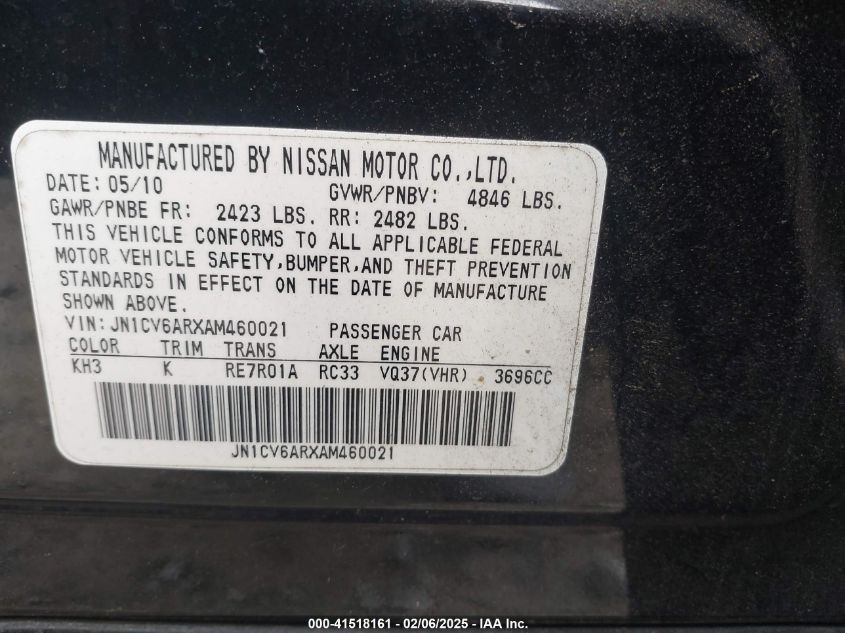 MANUFACTURED BY NISSAN MOTOR CO.,LTD.
DATE: 05/10 GVWR/PNBV: 4846 LBS.
GAWR/PNBE FR: 2423 LBS. RR: 2482 LBS.
THIS VEHICLE CONFORMS TO ALL APPLICABLE FEDERAL
MOTOR VEHICLE SAFETY,BUMPER,AND THEFT PREVENTION
STANDARDS IN EFFECT ON THE DATE OF MANUFACTURE
SHOWN ABOVE.
VIN:JN1CV6ARXAM460021 PASSENGER CAR
COLOR TRIM TRANS AXLE ENGINE
KH3 K RE7R01A RC33 VQ37(VHR) 3696CC
JN1CV6ARXAM460021
000-41518161 - 02/06/2025 - IAA Inc.